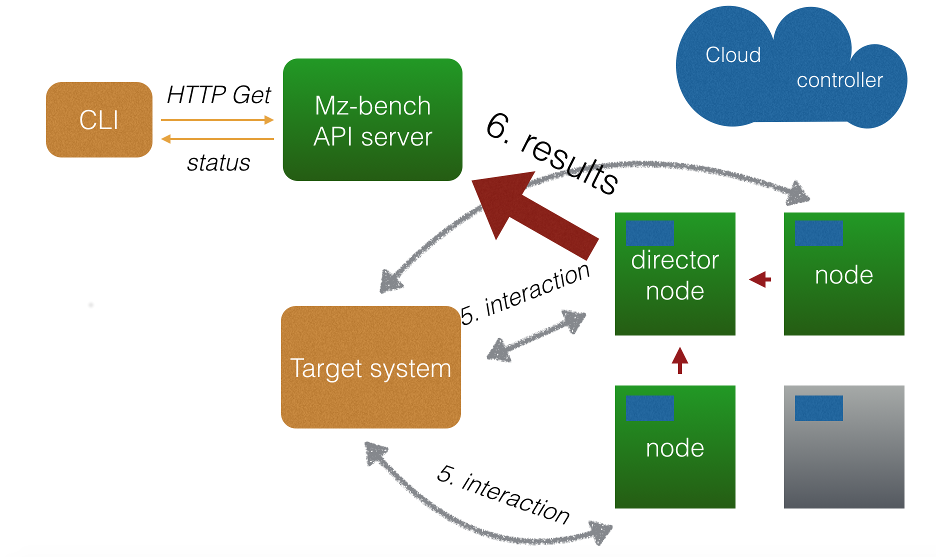 Cloud
controller
HTTP Get
CLI
status
Mz-bench
API server
6. results
director
node
node
5. interaction
Target system
node
5. interaction